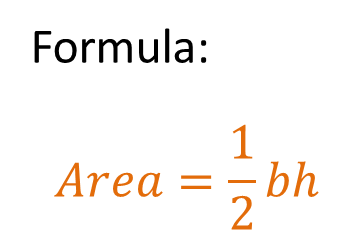 Formula:
Area = 1/2 bh